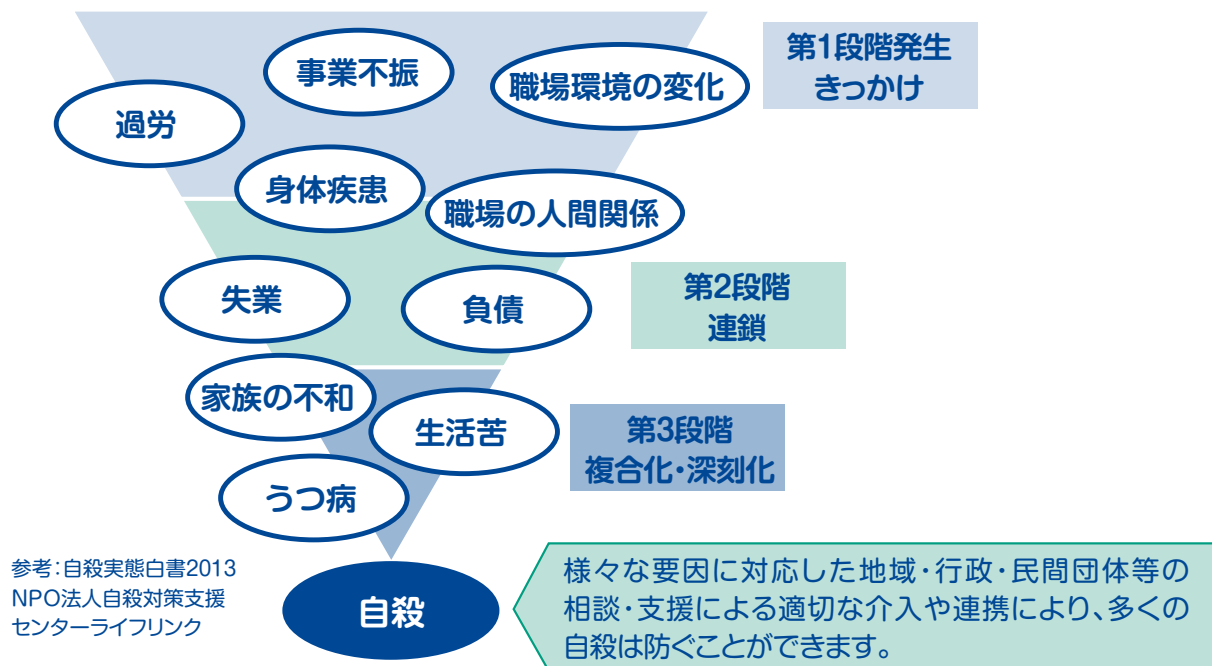 第1段階発生
きっかけ
事業不振
職場環境の変化
過労
身体疾患
職場の人間関係
第2段階
連鎖
失業
負債
家族の不和
生活苦
第3段階
複合化・深刻化
うつ病
自殺
様々な要因に対応した地域・行政・民間団体等の
相談・支援による適切な介入や連携により、多くの
自殺は防ぐことができます。
参考：自殺実態白書2013
NPO法人自殺対策支援
センターライフリンク